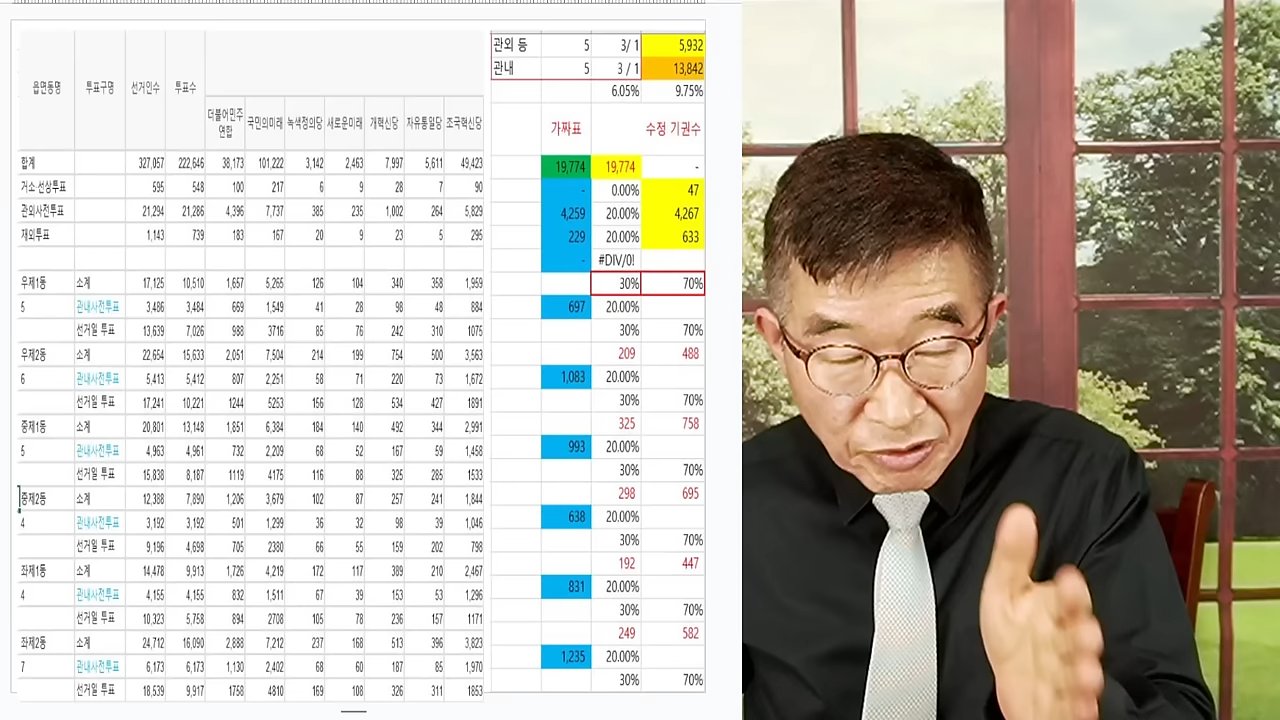 관외 등 5 3/ 1 5,932
관내 5 3 / 1 13,842
6.05% 9.75%
읍면동명 투표구명 선거인수 투표수
더불어민주연합 국민의미래 녹색정의당 새로운미래 개혁신당 자유통일당 조국혁신당
가짜표 수정 기권수
합계 327,057 222,646 38,173 101,222 3,142 2,463 7,997 5,611 49,423 19,774 19,774 -
거소·선상투표 595 548 100 217 6 9 28 7 90 - 0.00% 47
관외사전투표 21,294 21,286 4,396 7,737 385 235 1,002 264 5,829 4,259 20.00% 4,267
재외투표 1,143 739 183 167 20 9 23 5 295 229 20.00% 633
- #DIV/0!
우제1동 소계 17,125 10,510 1,657 5,265 126 104 340 358 1,959 30% 70%
5 관내사전투표 3,486 3,484 669 1,549 41 28 98 48 884 697 20.00%
선거일 투표 13,639 7,026 988 3716 85 76 242 310 1075 30% 70%
우제2동 소계 22,654 15,633 2,051 7,504 214 199 754 500 3,563 209 488
6 관내사전투표 5,413 5,412 807 2,251 58 71 220 73 1,672 1,083 20.00%
선거일 투표 17,241 10,221 1244 5253 156 128 534 427 1891 30% 70%
중제1동 소계 20,801 13,148 1,851 6,384 184 140 492 344 2,991 325 758
5 관내사전투표 4,963 4,961 732 2,209 68 52 167 59 1,458 993 20.00%
선거일 투표 15,838 8,187 1119 4175 116 88 325 285 1533 30% 70%
중제2동 소계 12,388 7,890 1,206 3,679 102 87 257 241 1,844 298 695
4 관내사전투표 3,192 3,192 501 1,299 36 32 98 39 1,046 638 20.00%
선거일 투표 9,196 4,698 705 2380 66 55 159 202 798 30% 70%
좌제1동 소계 14,478 9,913 1,726 4,219 172 117 389 210 2,467 192 447
4 관내사전투표 4,155 4,155 832 1,511 67 39 153 53 1,296 831 20.00%
선거일 투표 10,323 5,758 894 2708 105 78 236 157 1171 30% 70%
좌제2동 소계 24,712 16,090 2,888 7,212 237 168 513 396 3,823 249 582
7 관내사전투표 6,173 6,173 1,130 2,402 68 60 187 85 1,970 1,235 20.00%
선거일 투표 18,539 9,917 1758 4810 169 108 326 311 1853 30% 70%